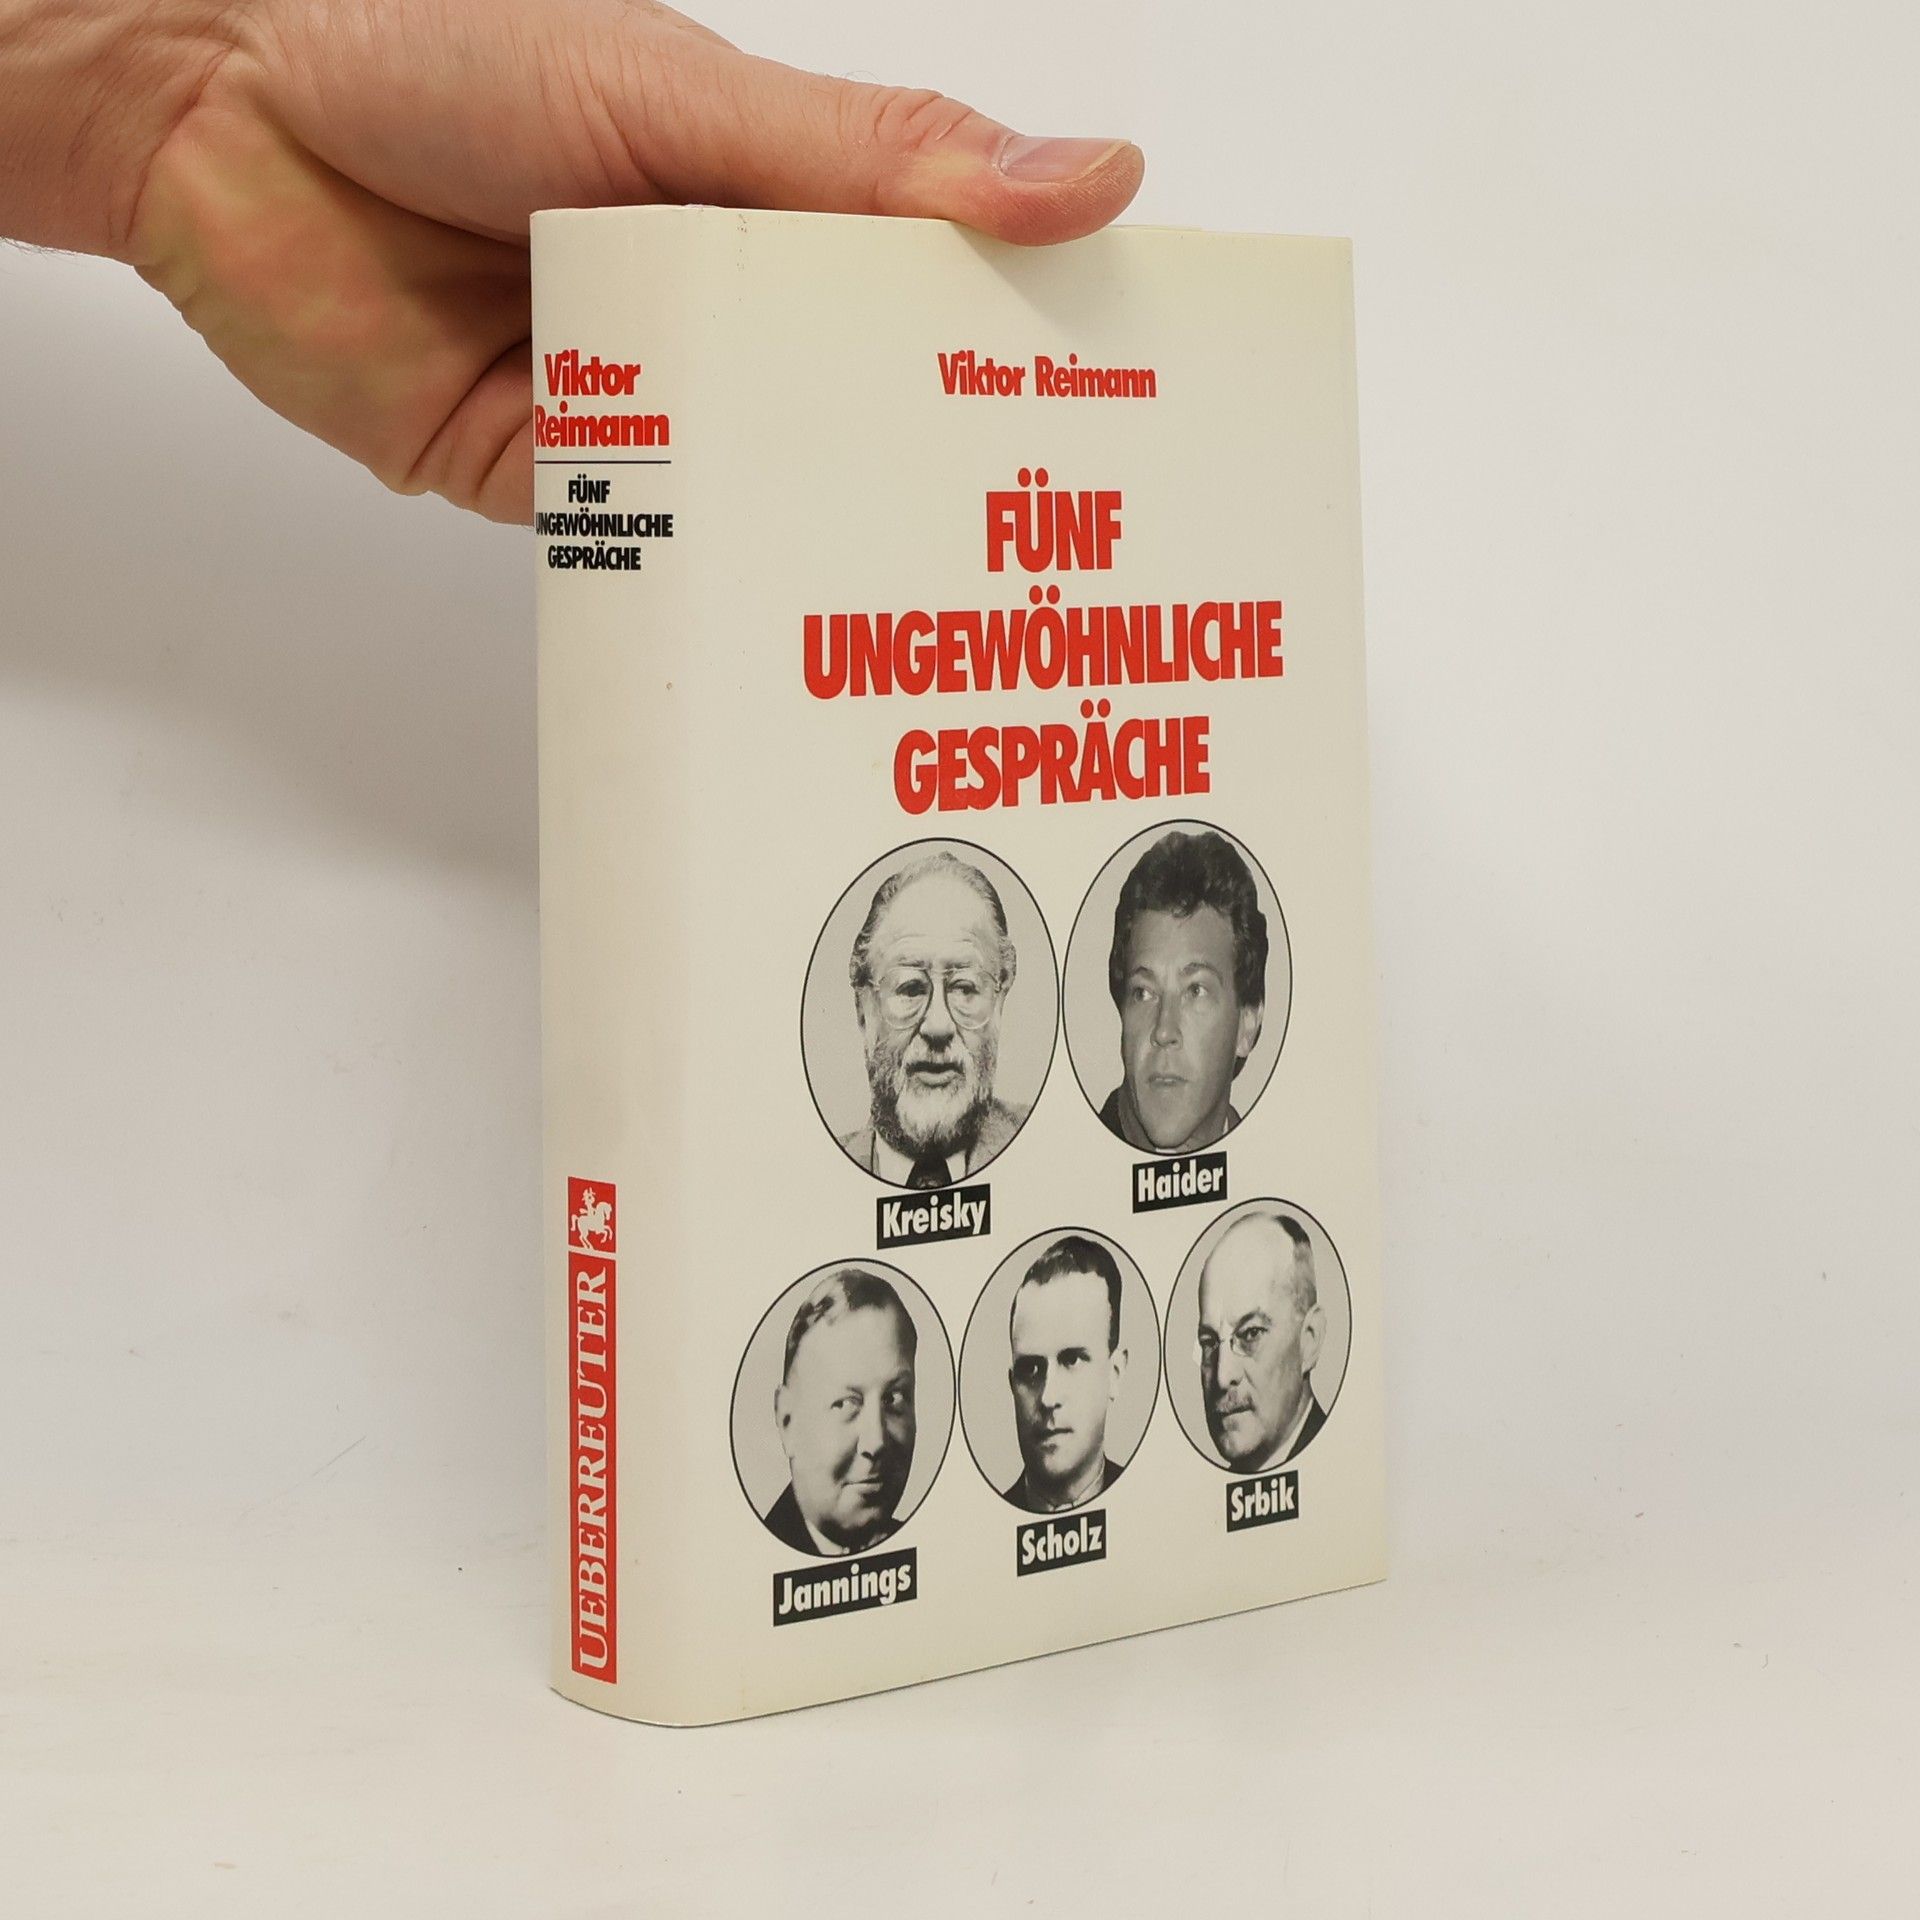 Viktor
Reimann
FÜNF
UNGEWÖHNLICHE
GESPRÄCHE
UEBERREUTER
Viktor Reimann
FÜNF
UNGEWÖHNLICHE
GESPRÄCHE
Kreisky
Haider
Jannings
Scholz
Srbik